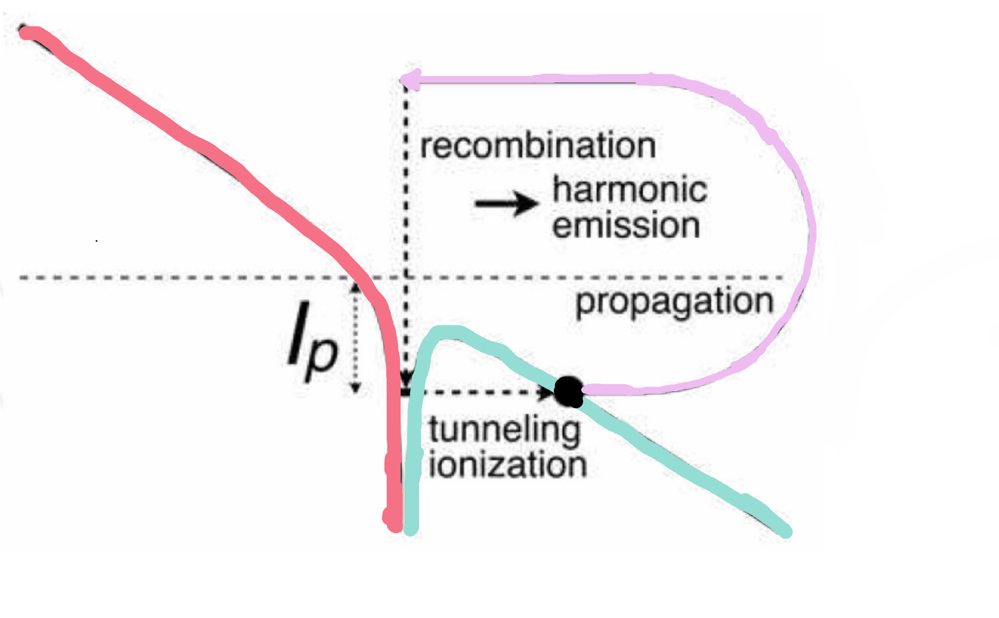 recombination
harmonic
emission
propagation
Ip
tunneling
ionization